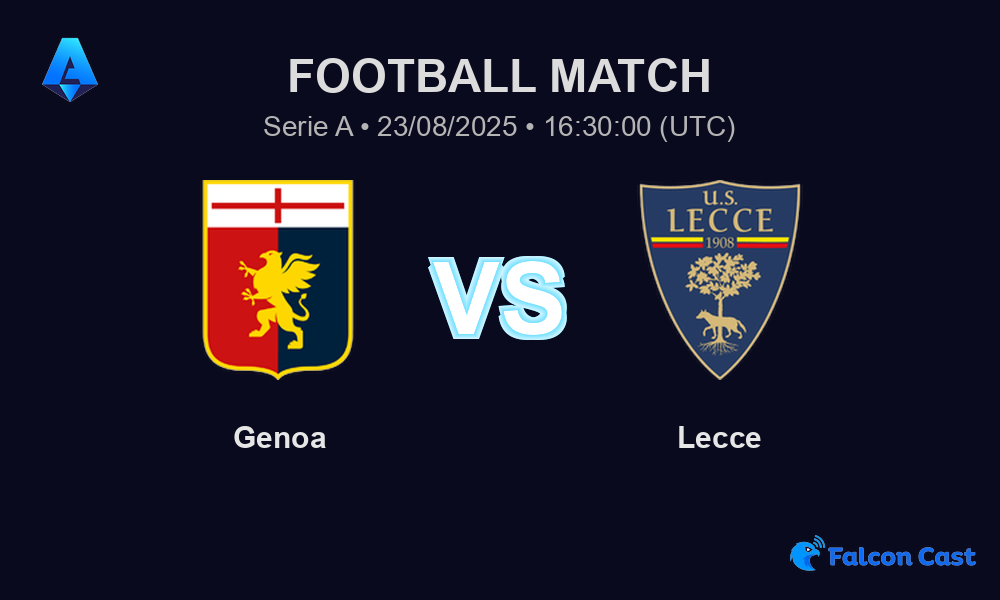 FOOTBALL MATCH
Serie A • 23/08/2025 • 16:30:00 (UTC)
U.S.
LECCE
1908
VS
Genoa
Lecce
Falcon Cast